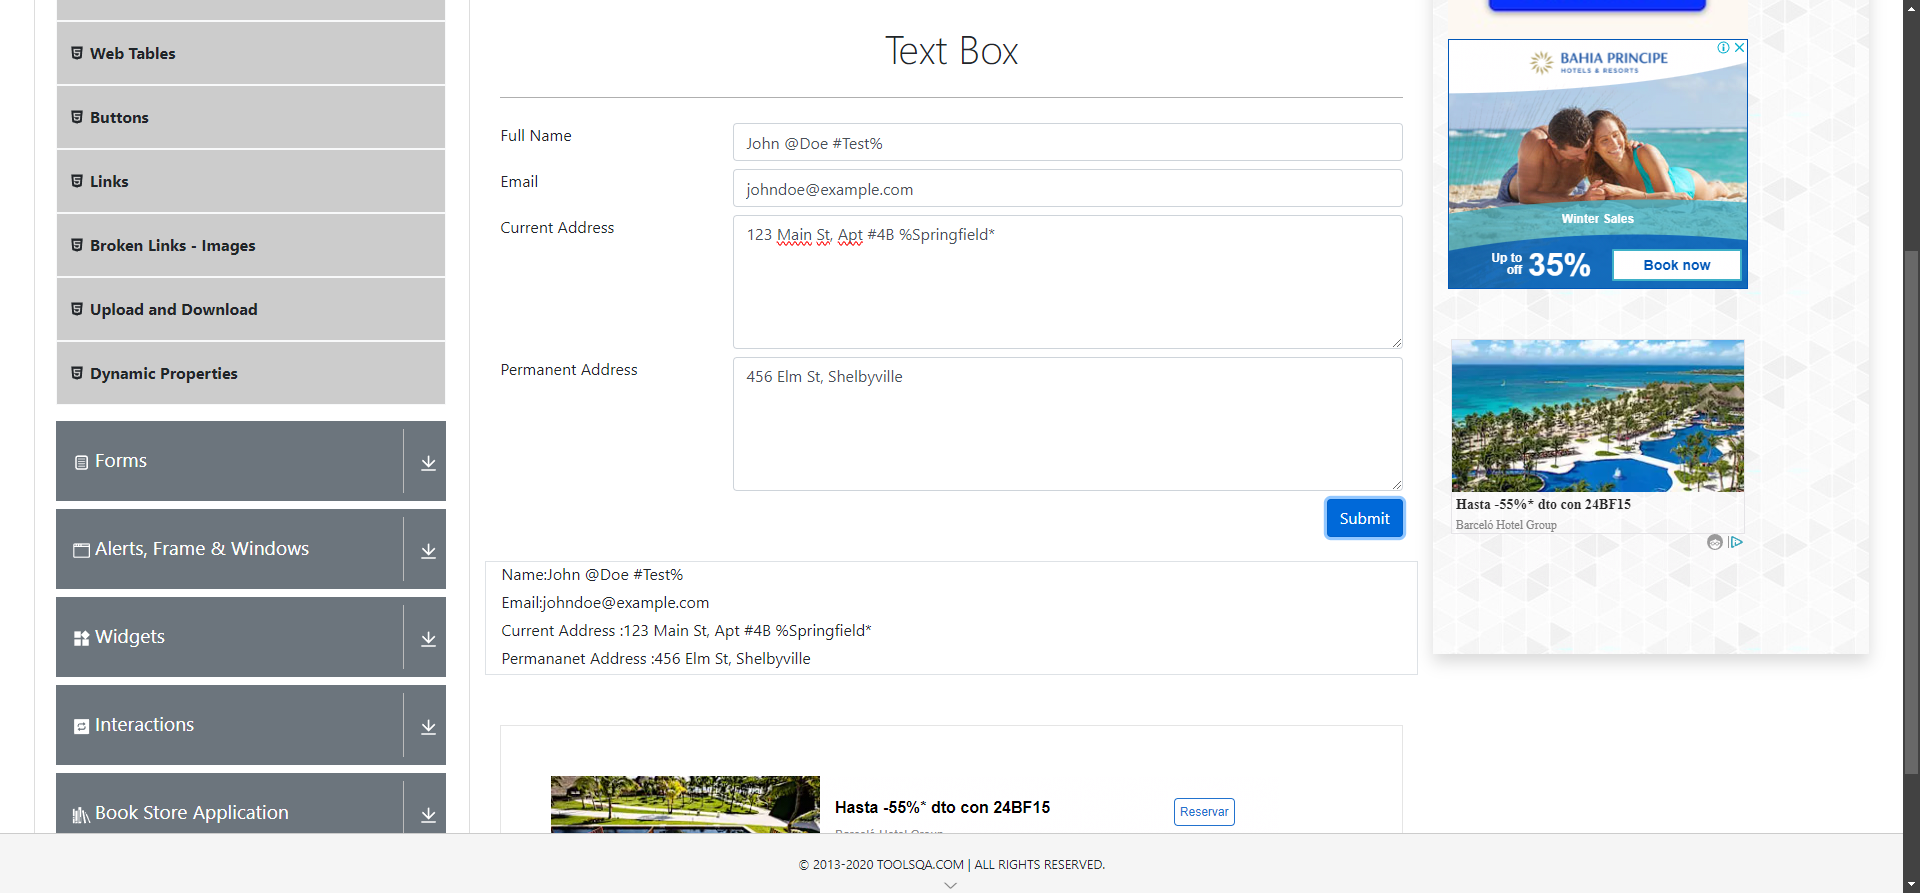 Web Tables
Buttons
Links
Broken Links - Images
Upload and Download
Dynamic Properties
Forms
Alerts, Frame & Windows
Widgets
Interactions
Book Store Application
Text Box
Full Name
John @Doe #Test%
Email
johndoe@example.com
Current Address
123 Main St, Apt #4B %Springfield*
Permanent Address
456 Elm St, Shelbyville
Submit
Name:John @Doe #Test%
Email:johndoe@example.com
Current Address :123 Main St, Apt #4B %Springfield*
Permananet Address :456 Elm St, Shelbyville
Hasta -55%* dto con 24BF15
Barceló Hotel Group
Reservar
BAHIA PRINCIPE
HOTELS & RESORTS
Winter Sales
Up to
off 35%
Book now
Hasta -55%* dto con 24BF15
Barceló Hotel Group
© 2013-2020 TOOLSQA.COM | ALL RIGHTS RESERVED.